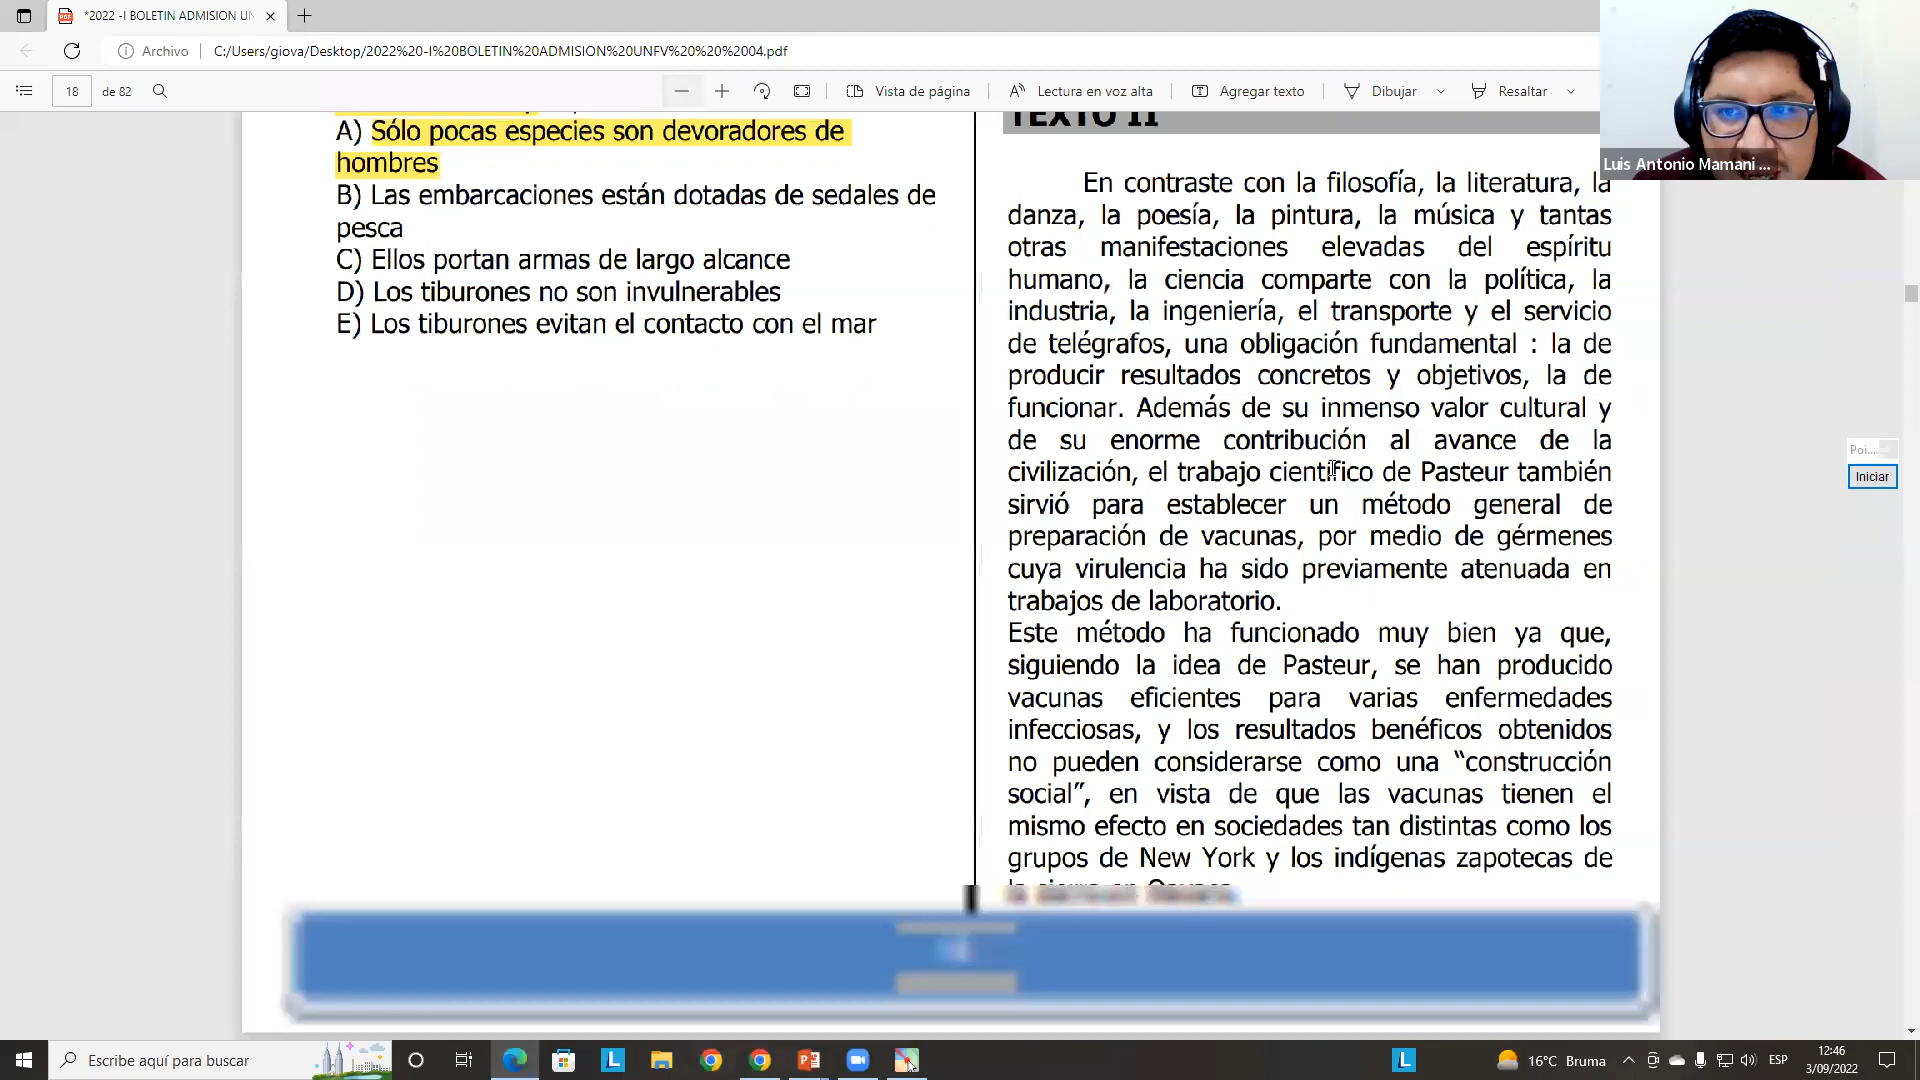 *2022 -I BOLETIN ADMISION UN
Archivo
C:/Users/giova/Desktop/2022%20-I%20BOLETIN%20ADMISION%20UNFV%20%20%2004.pdf
18 de 82
Vista de página
Lectura en voz alta
Agregar texto
Dibujar
Resaltar
Luis Antonio Mamani ...
A) Sólo pocas especies son devoradores de
hombres
B) Las embarcaciones están dotadas de sedales de
pesca
C) Ellos portan armas de largo alcance
D) Los tiburones no son invulnerables
E) Los tiburones evitan el contacto con el mar
TEXTO II
En contraste con la filosofía, la literatura, la
danza, la poesía, la pintura, la música y tantas
otras manifestaciones elevadas del espíritu
humano, la ciencia comparte con la política, la
industria, la ingeniería, el transporte y el servicio
de telégrafos, una obligación fundamental : la de
producir resultados concretos y objetivos, la de
funcionar. Además de su inmenso valor cultural y
de su enorme contribución al avance de la
civilización, el trabajo científico de Pasteur también
sirvió para establecer un método general de
preparación de vacunas, por medio de gérmenes
cuya virulencia ha sido previamente atenuada en
trabajos de laboratorio.
Este método ha funcionado muy bien ya que,
siguiendo la idea de Pasteur, se han producido
vacunas eficientes para varias enfermedades
infecciosas, y los resultados benéficos obtenidos
no pueden considerarse como una “construcción
social”, en vista de que las vacunas tienen el
mismo efecto en sociedades tan distintas como los
grupos de New York y los indígenas zapotecas de
Poi...
Iniciar
Escribe aquí para buscar
16°C Bruma
ESP
12:46
3/09/2022